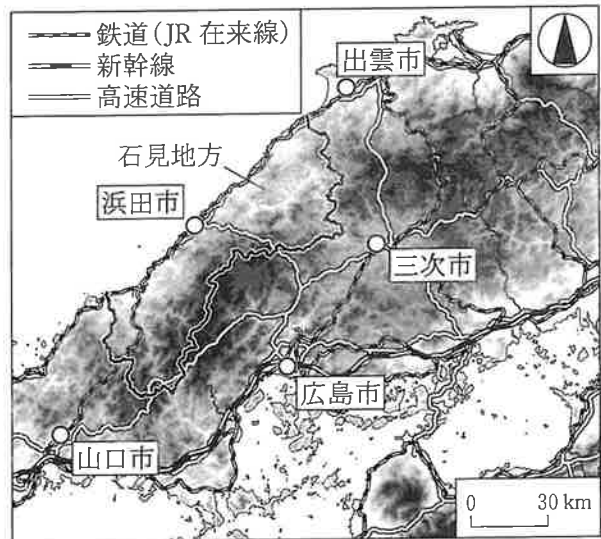 鉄道(JR 在来線)
新幹線
高速道路
出雲市
石見地方
浜田市
三次市
広島市
山口市
0 30 km